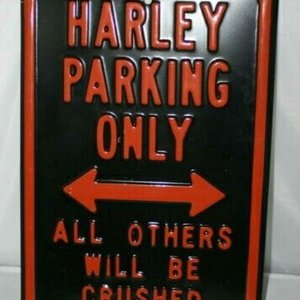 HARLEY
PARKING
ONLY
ALL OTHERS
WILL BE
CRUSHED